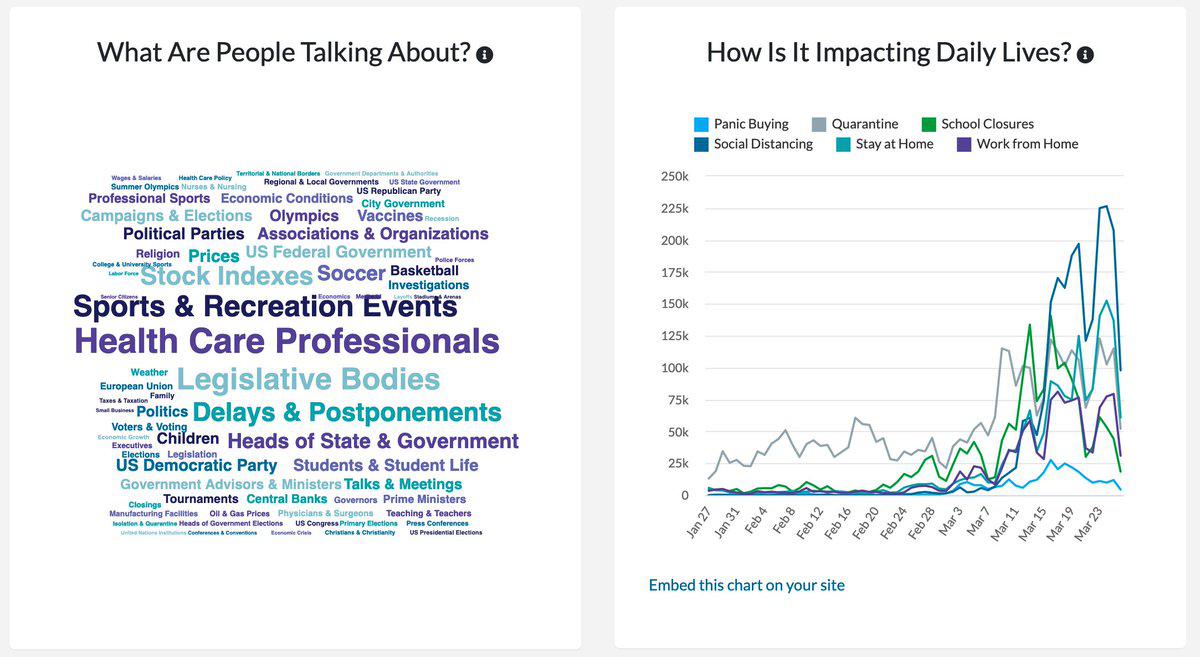 What Are People Talking About?
Wages & Salaries Health Care Policy Territorial & National Borders Government Departments & Authorities
Summer Olympics Nurses & Nursing Regional & Local Governments US State Government
Professional Sports Economic Conditions US Republican Party
City Government
Campaigns & Elections Olympics Vaccines Recession
Political Parties Associations & Organizations
Religion Prices US Federal Government Police Forces
College & University Sports
Labor Force Stock Indexes Soccer Basketball
Investigations
Senior Citizens Economics Layoffs Stadiums & Arenas
Sports & Recreation Events
Health Care Professionals
Weather
European Union Legislative Bodies
Family
Taxes & Taxation
Small Business Politics Delays & Postponements
Voters & Voting
Economic Growth Children Heads of State & Government
Executives
Elections Legislation
US Democratic Party Students & Student Life
Government Advisors & Ministers Talks & Meetings
Closings Tournaments Central Banks Governors Prime Ministers
Manufacturing Facilities Oil & Gas Prices Physicians & Surgeons Teaching & Teachers
Isolation & Quarantine Heads of Government Elections US Congress Primary Elections Press Conferences
United Nations Institutions Conferences & Conventions Economic Crisis Christians & Christianity US Presidential Elections
How Is It Impacting Daily Lives?
Panic Buying Quarantine School Closures
Social Distancing Stay at Home Work from Home
250k
225k
200k
175k
150k
125k
100k
75k
50k
25k
0
Jan 27 Jan 31 Feb 4 Feb 8 Feb 12 Feb 16 Feb 20 Feb 24 Feb 28 Mar 3 Mar 7 Mar 11 Mar 15 Mar 19 Mar 23
Embed this chart on your site